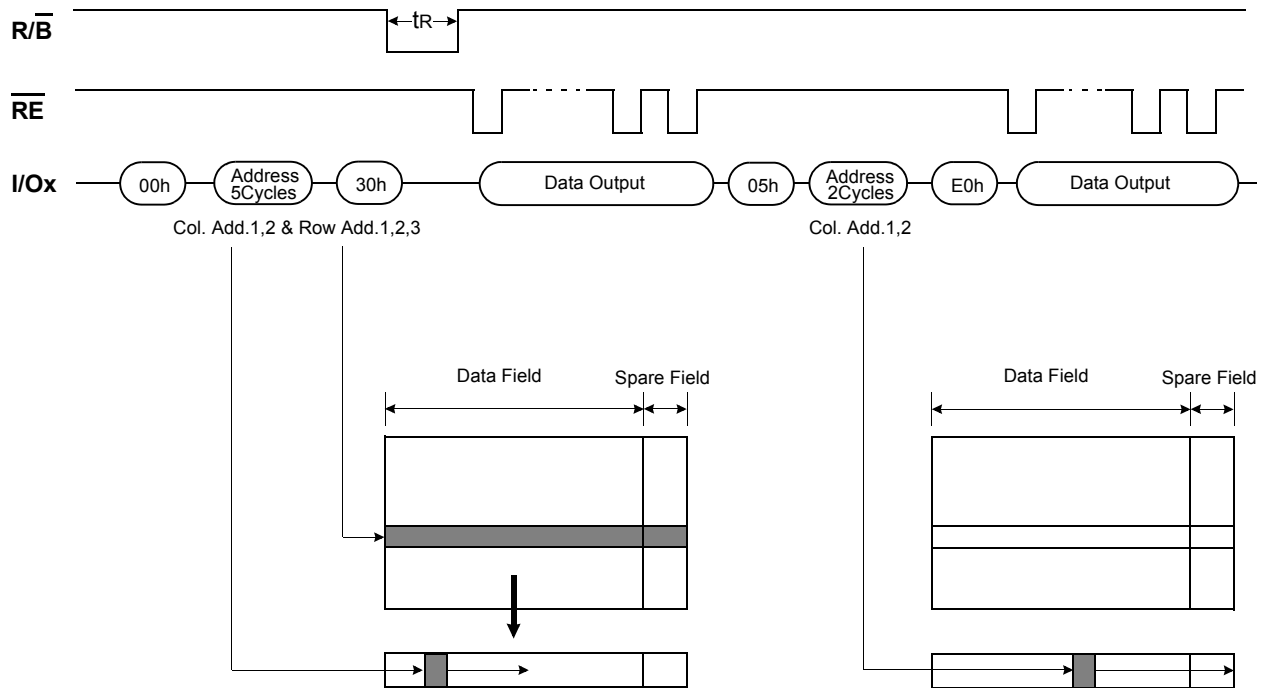 R/B
tR
RE
I/Ox
00h
Address
5Cycles
30h
Data Output
05h
Address
2Cycles
E0h
Data Output
Col. Add.1,2 & Row Add.1,2,3
Col. Add.1,2
Data Field
Spare Field
Data Field
Spare Field